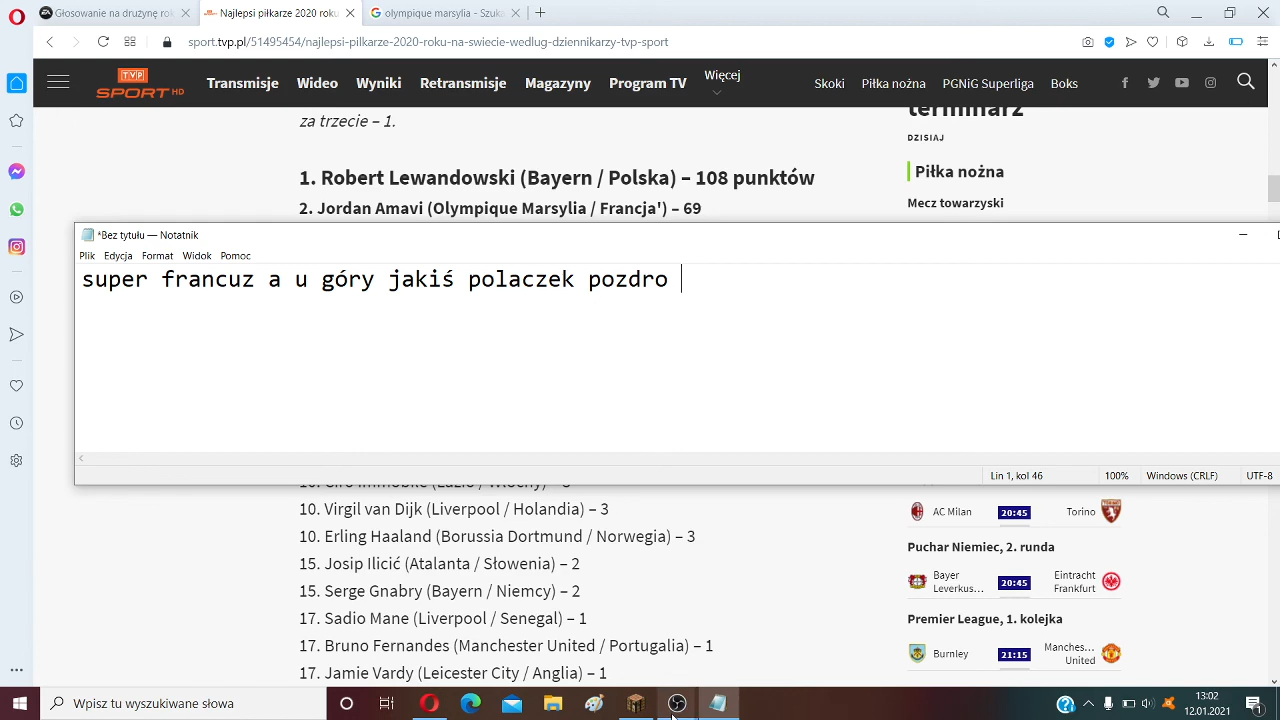 Głosowanie na drużynę rok
Najlepsi piłkarze 2020 roku
olympique marsylia - Szuka
sport.tvp.pl/51495454/najlepsi-pilkarze-2020-roku-na-swiecie-wedlug-dziennikarzy-tvp-sport
TVP SPORT HD
Transmisje
Wideo
Wyniki
Retransmisje
Magazyny
Program TV
Więcej
Skoki
Piłka nożna
PGNiG Superliga
Boks
za trzecie – 1.
terminarz
DZISIAJ
1. Robert Lewandowski (Bayern / Polska) – 108 punktów
Piłka nożna
2. Jordan Amavi (Olympique Marsylia / Francja') – 69
Mecz towarzyski
*Bez tytułu — Notatnik
Plik Edycja Format Widok Pomoc
super francuz a u góry jakiś polaczek pozdro
Lin 1, kol 46
100%
Windows (CRLF)
UTF-8
10. Virgil van Dijk (Liverpool / Holandia) – 3
10. Erling Haaland (Borussia Dortmund / Norwegia) – 3
15. Josip Ilicić (Atalanta / Słowenia) – 2
15. Serge Gnabry (Bayern / Niemcy) – 2
17. Sadio Mane (Liverpool / Senegal) – 1
17. Bruno Fernandes (Manchester United / Portugalia) – 1
17. Jamie Vardy (Leicester City / Anglia) – 1
AC Milan 20:45 Torino
Puchar Niemiec, 2. runda
Bayer Leverkus... 20:45 Eintracht Frankfurt
Premier League, 1. kolejka
Burnley 21:15 Manches... United
Wpisz tu wyszukiwane słowa
13:02
12.01.2021